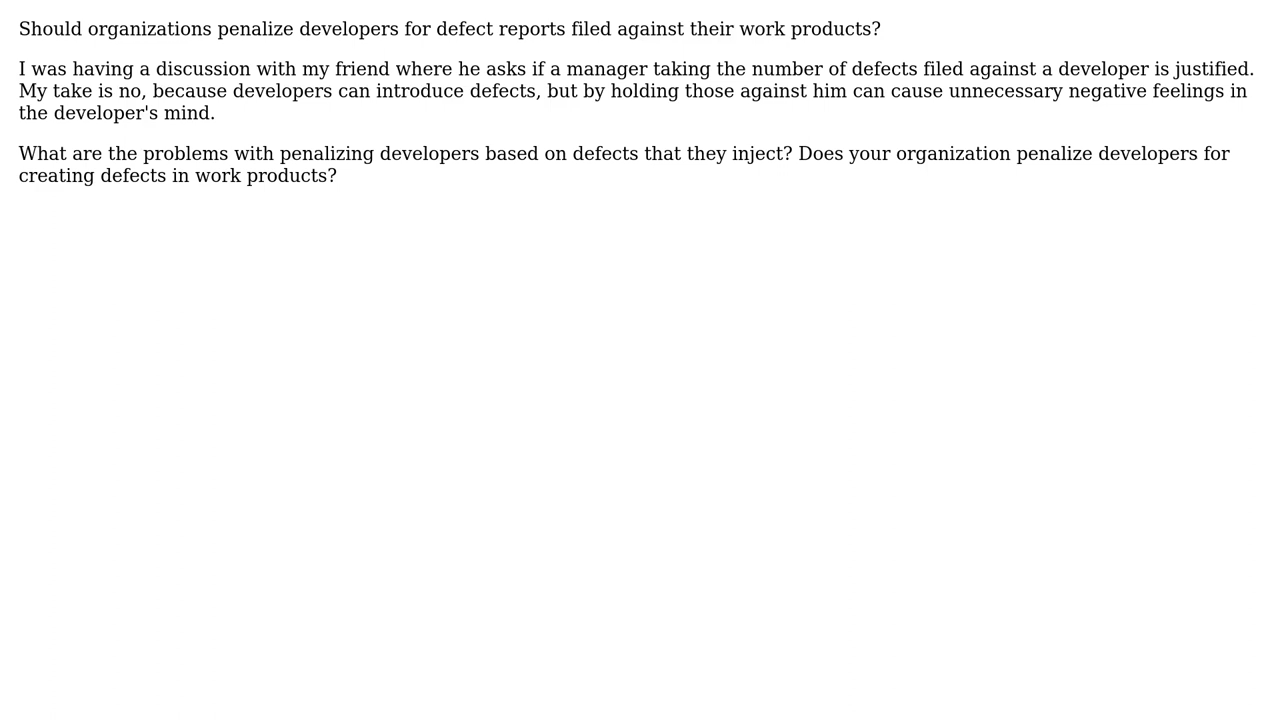 Should organizations penalize developers for defect reports filed against their work products?
I was having a discussion with my friend where he asks if a manager taking the number of defects filed against a developer is justified.
My take is no, because developers can introduce defects, but by holding those against him can cause unnecessary negative feelings in
the developer's mind.
What are the problems with penalizing developers based on defects that they inject? Does your organization penalize developers for
creating defects in work products?